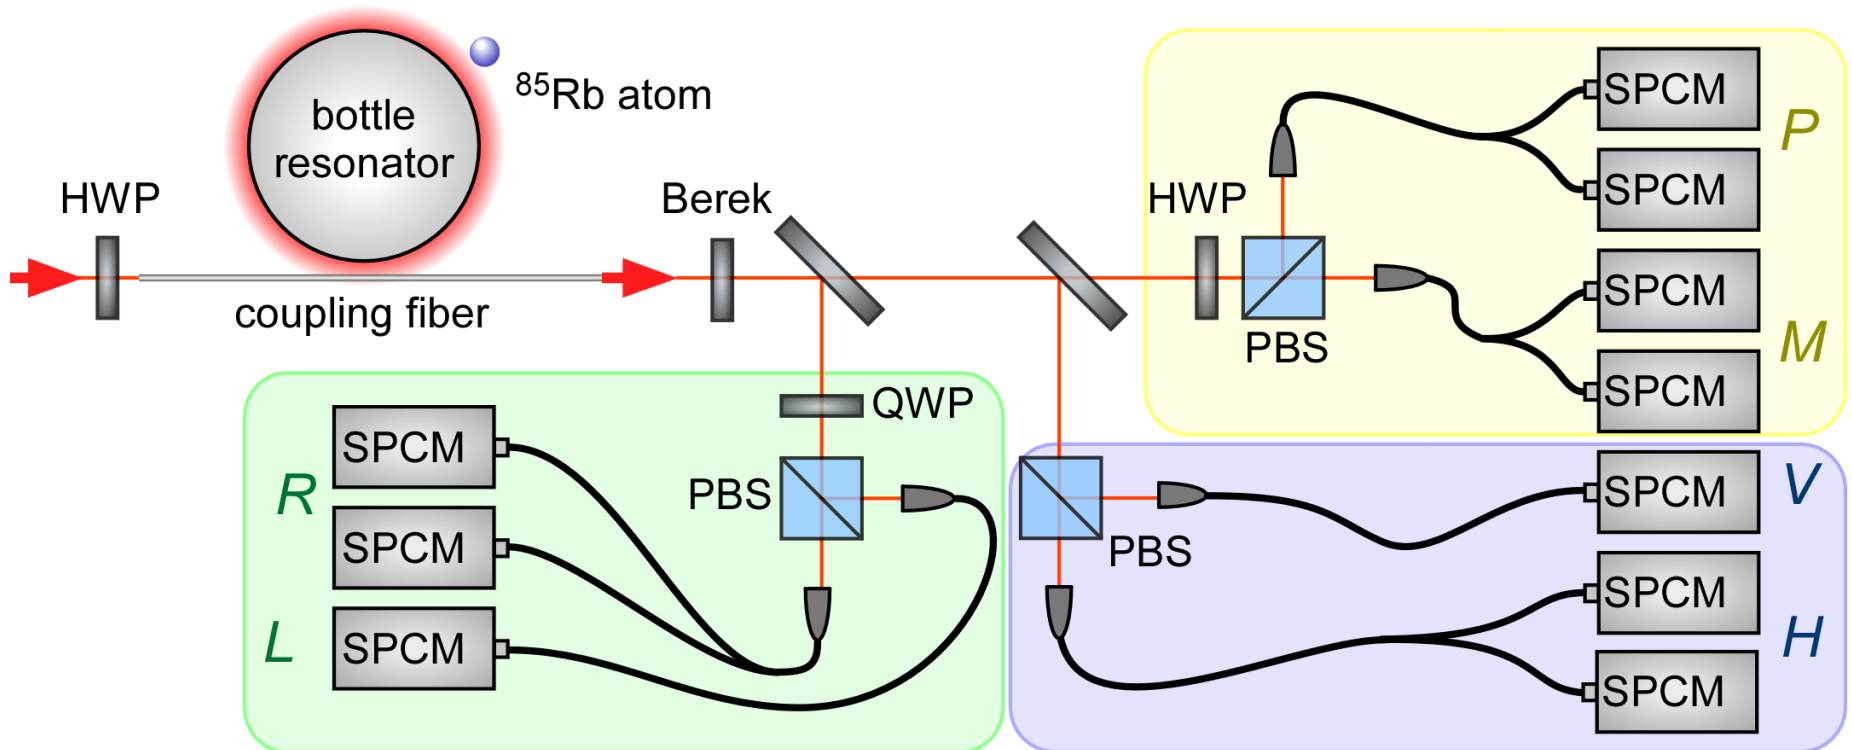 bottle
resonator
⁸⁵Rb atom
HWP
coupling fiber
Berek
HWP
PBS
SPCM
SPCM
P
SPCM
SPCM
M
QWP
PBS
SPCM
SPCM
R
SPCM
L
PBS
SPCM
V
SPCM
SPCM
H